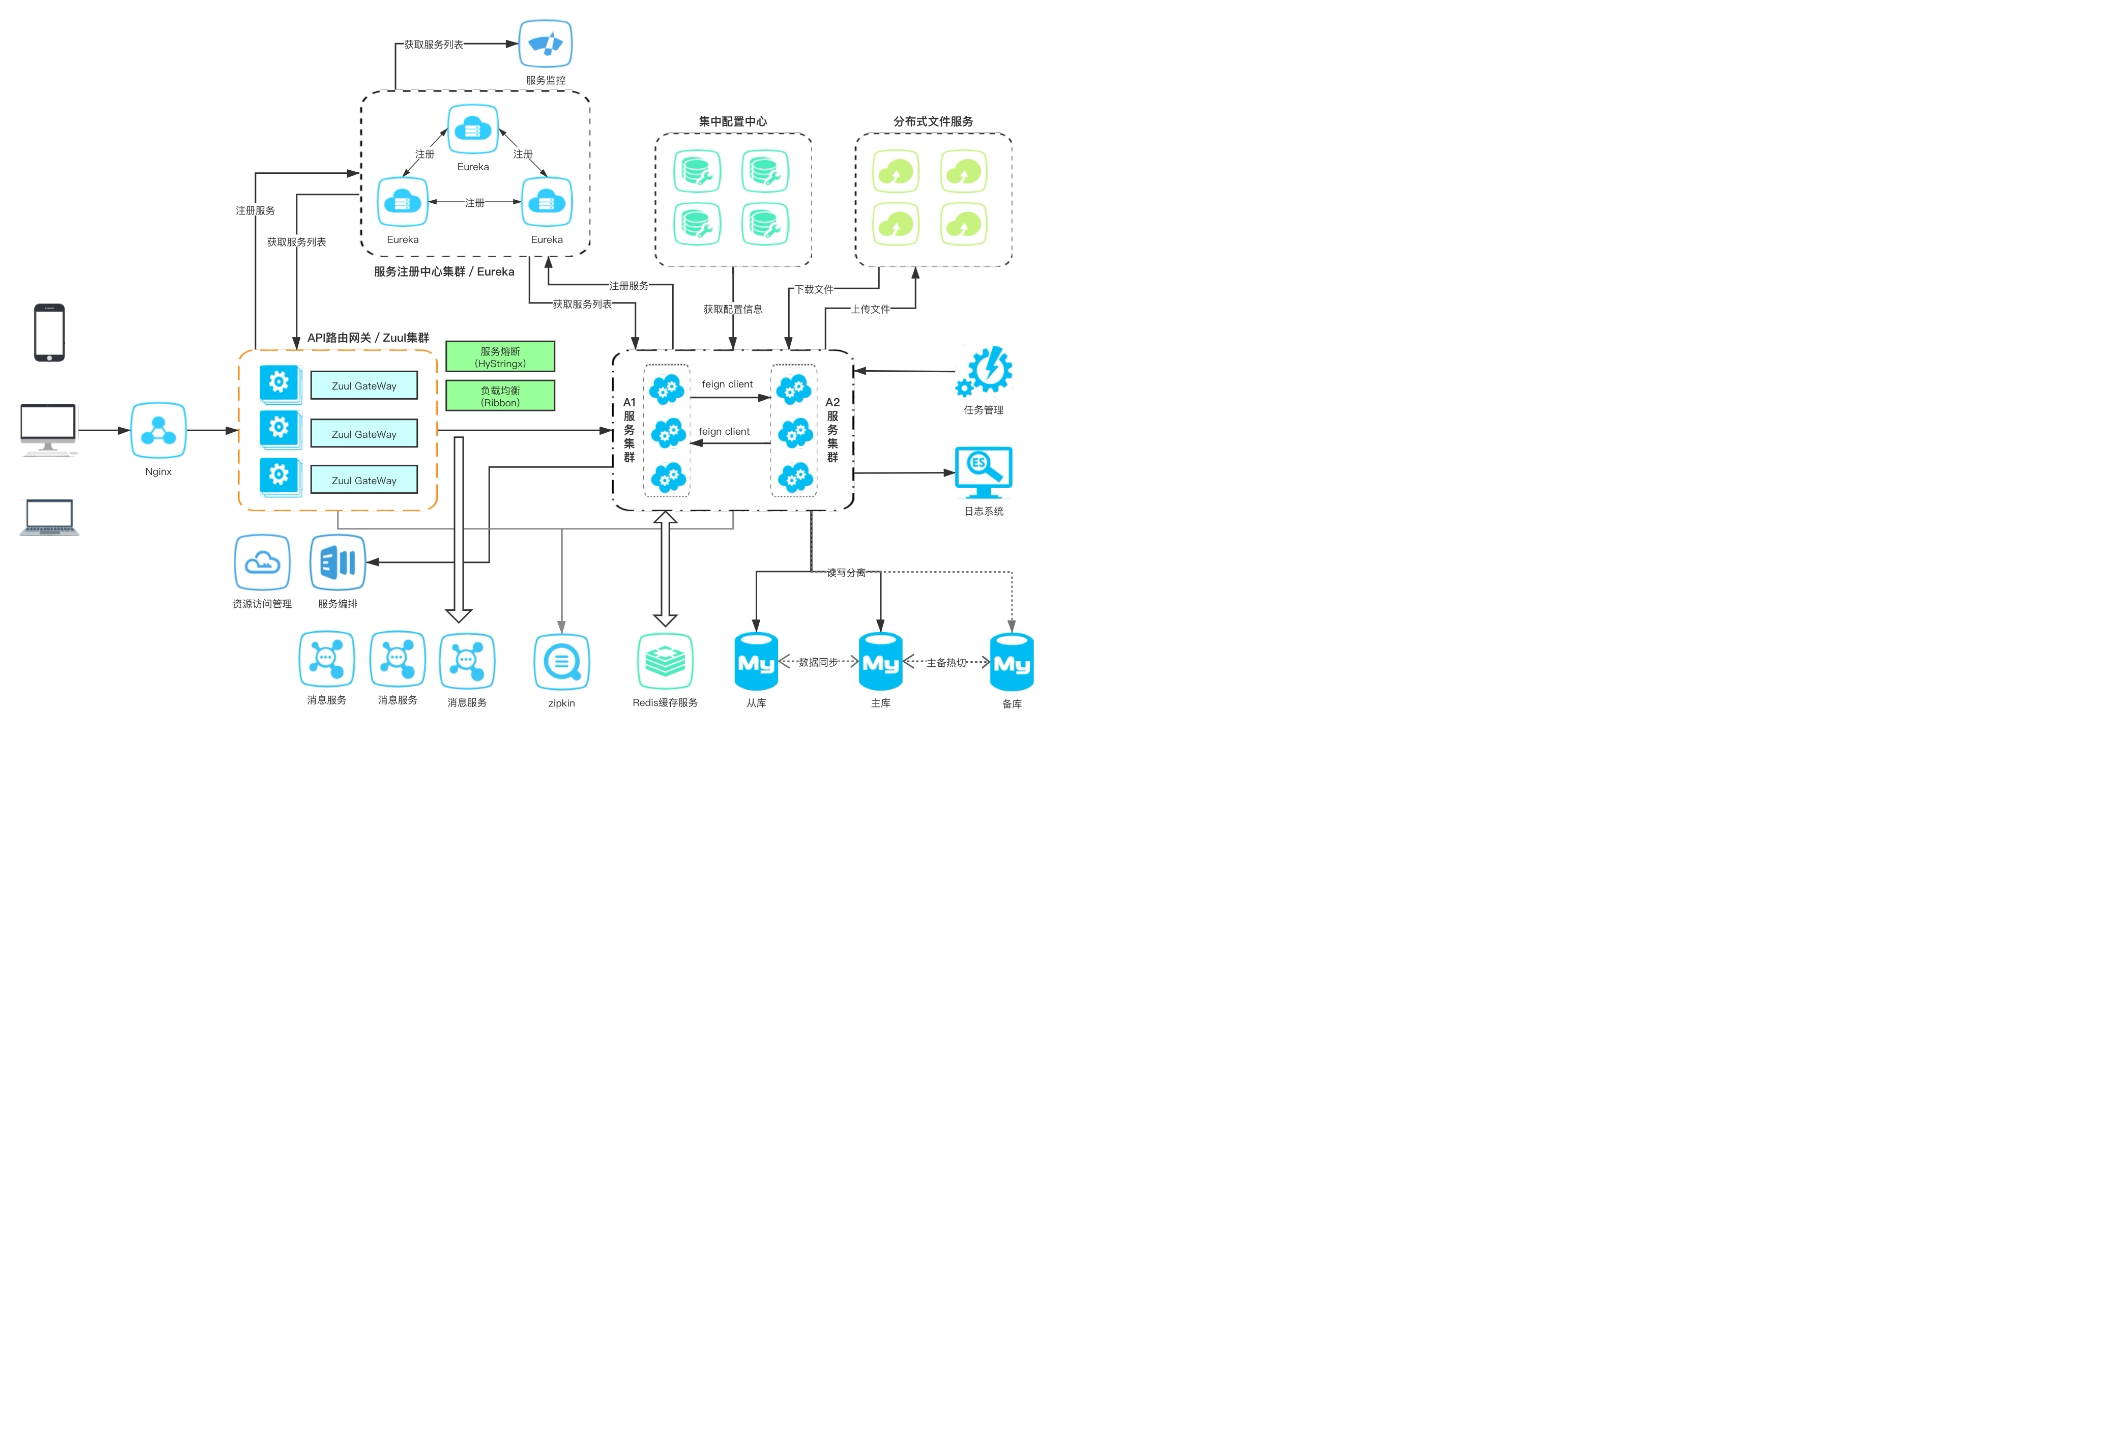 获取服务列表
服务监控
注册
Eureka
注册
注册
Eureka
Eureka
服务注册中心集群 / Eureka
集中配置中心
分布式文件服务
注册服务
获取服务列表
注册服务
获取服务列表
获取配置信息
下载文件
上传文件
API路由网关 / Zuul集群
Zuul GateWay
Zuul GateWay
Zuul GateWay
服务熔断
(HyStringx)
负载均衡
(Ribbon)
Nginx
A1
服
务
集
群
feign client
feign client
A2
服
务
集
群
任务管理
ES
日志系统
资源访问管理
服务编排
读写分离
消息服务
消息服务
消息服务
zipkin
Redis缓存服务
My
数据同步
My
主备热切
My
从库
主库
备库